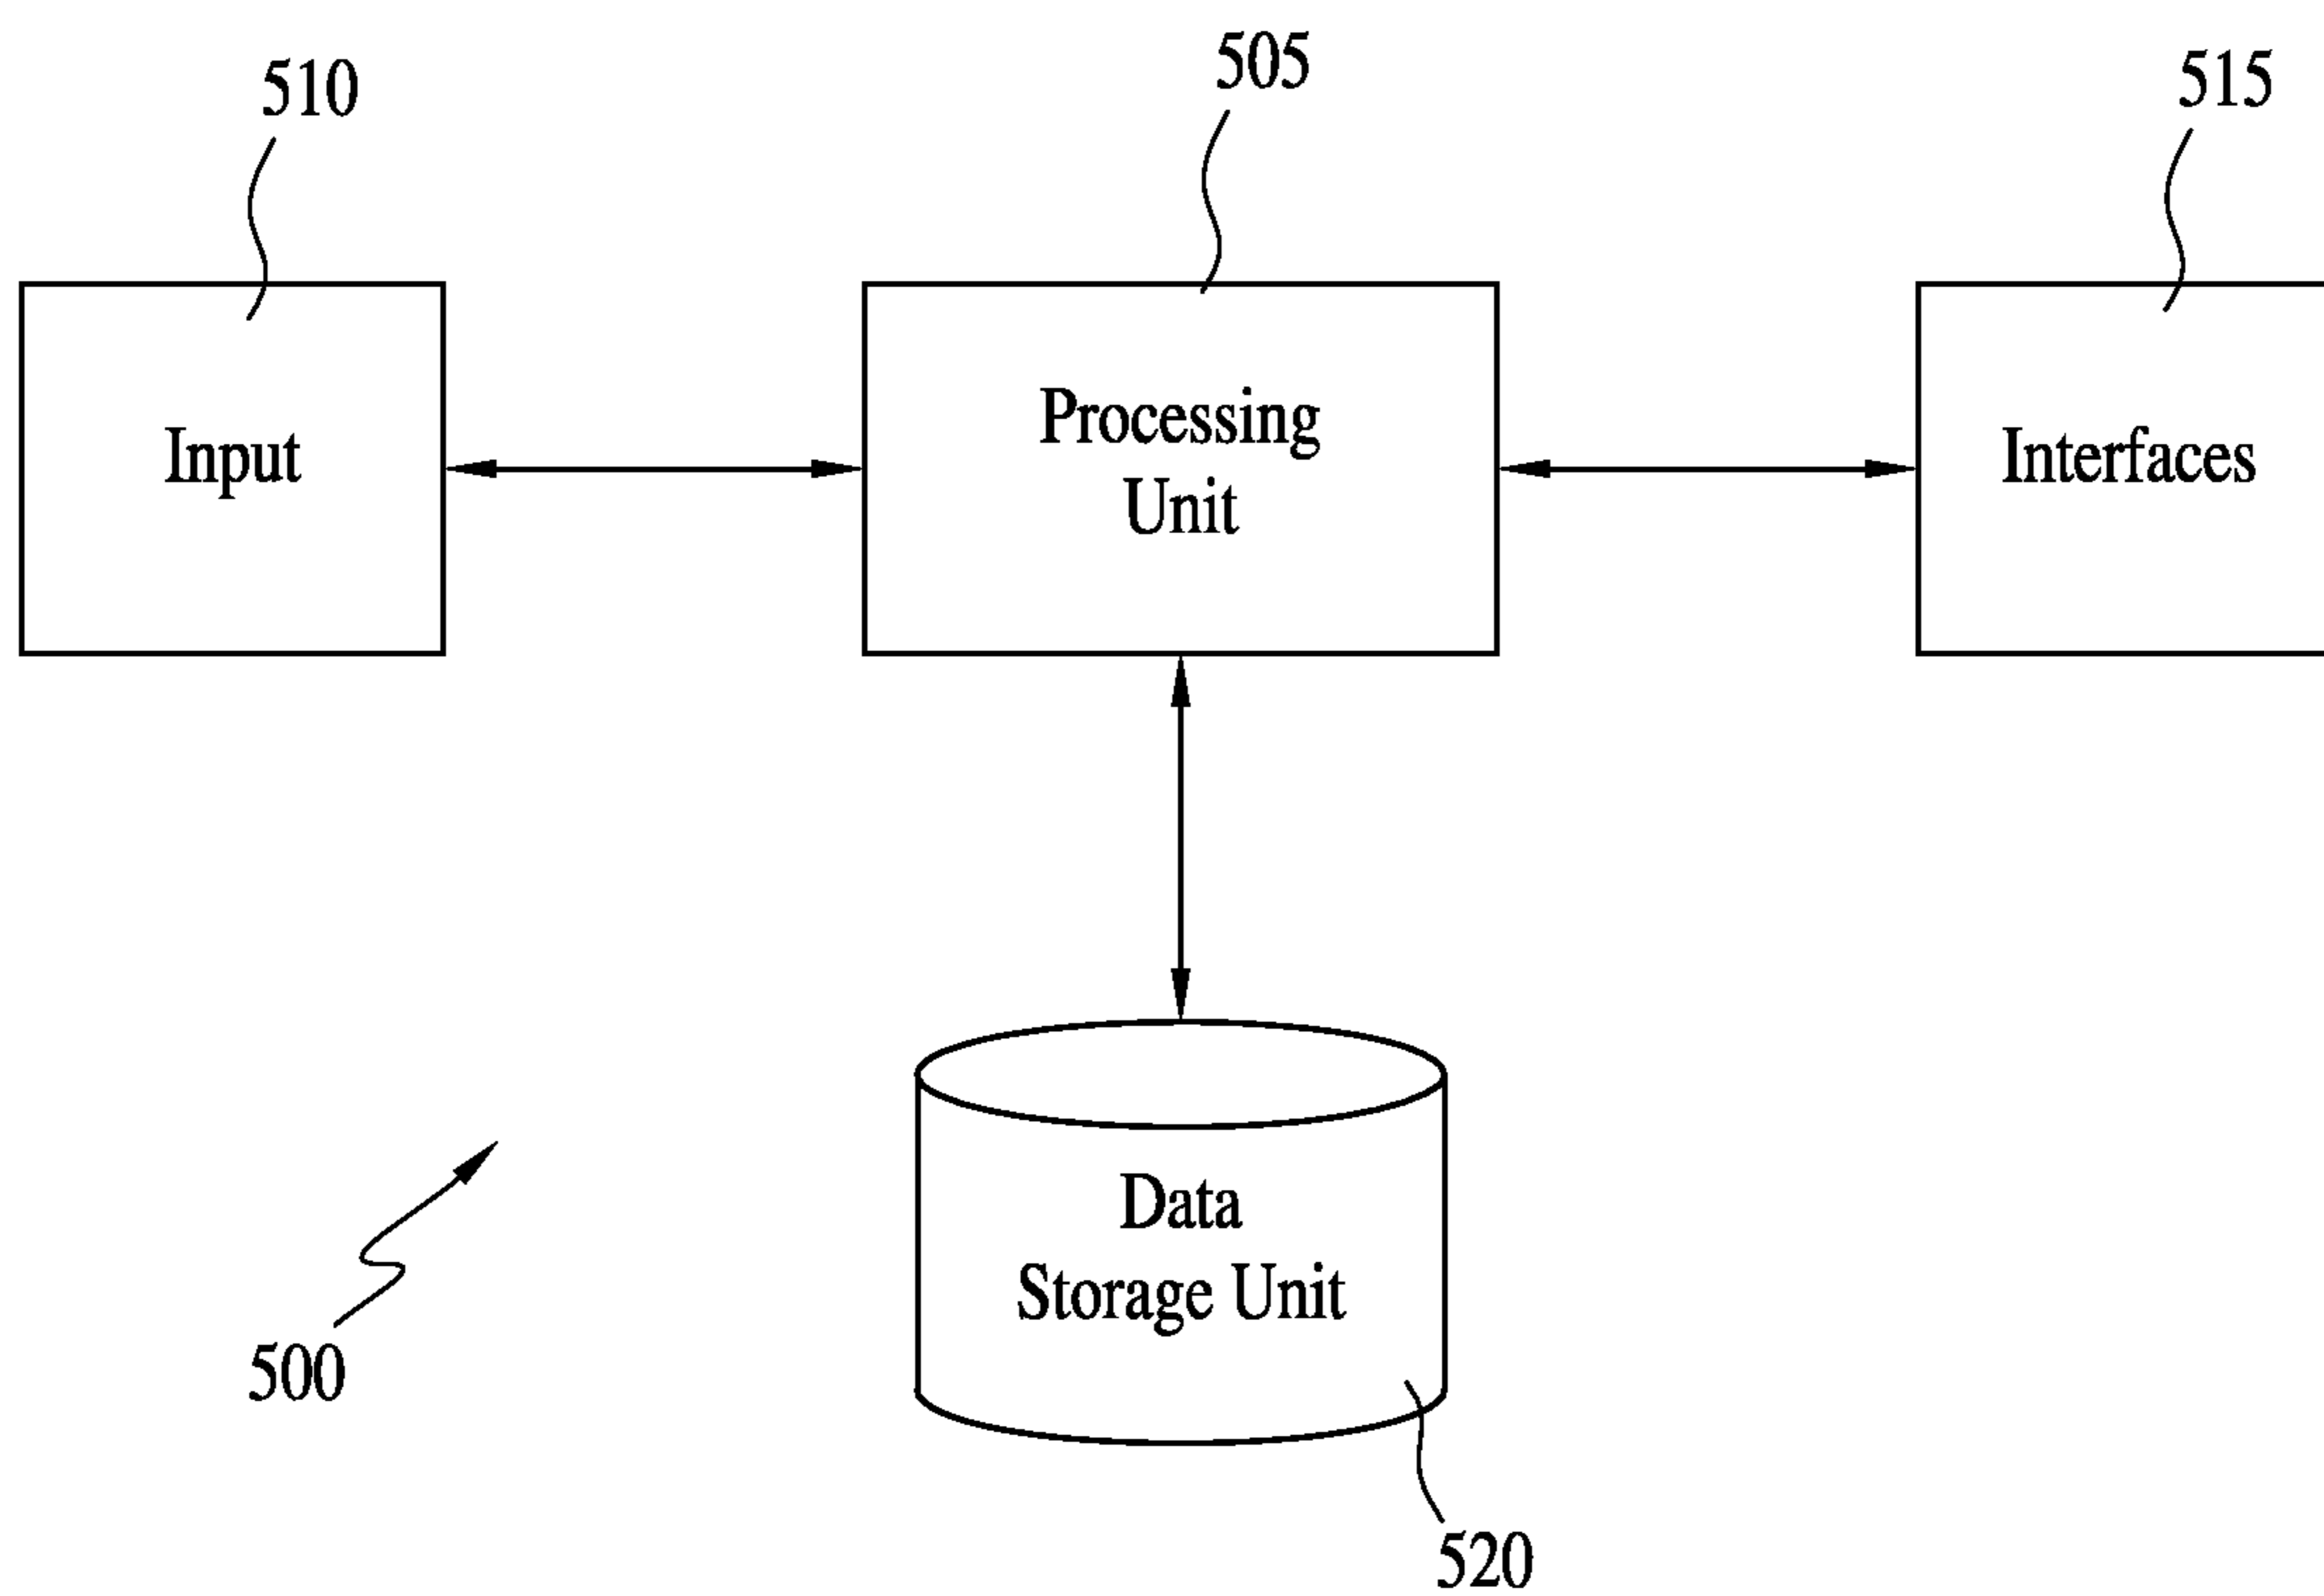 510
505
515
Input
Processing
Unit
Interfaces
Data
Storage Unit
500
520